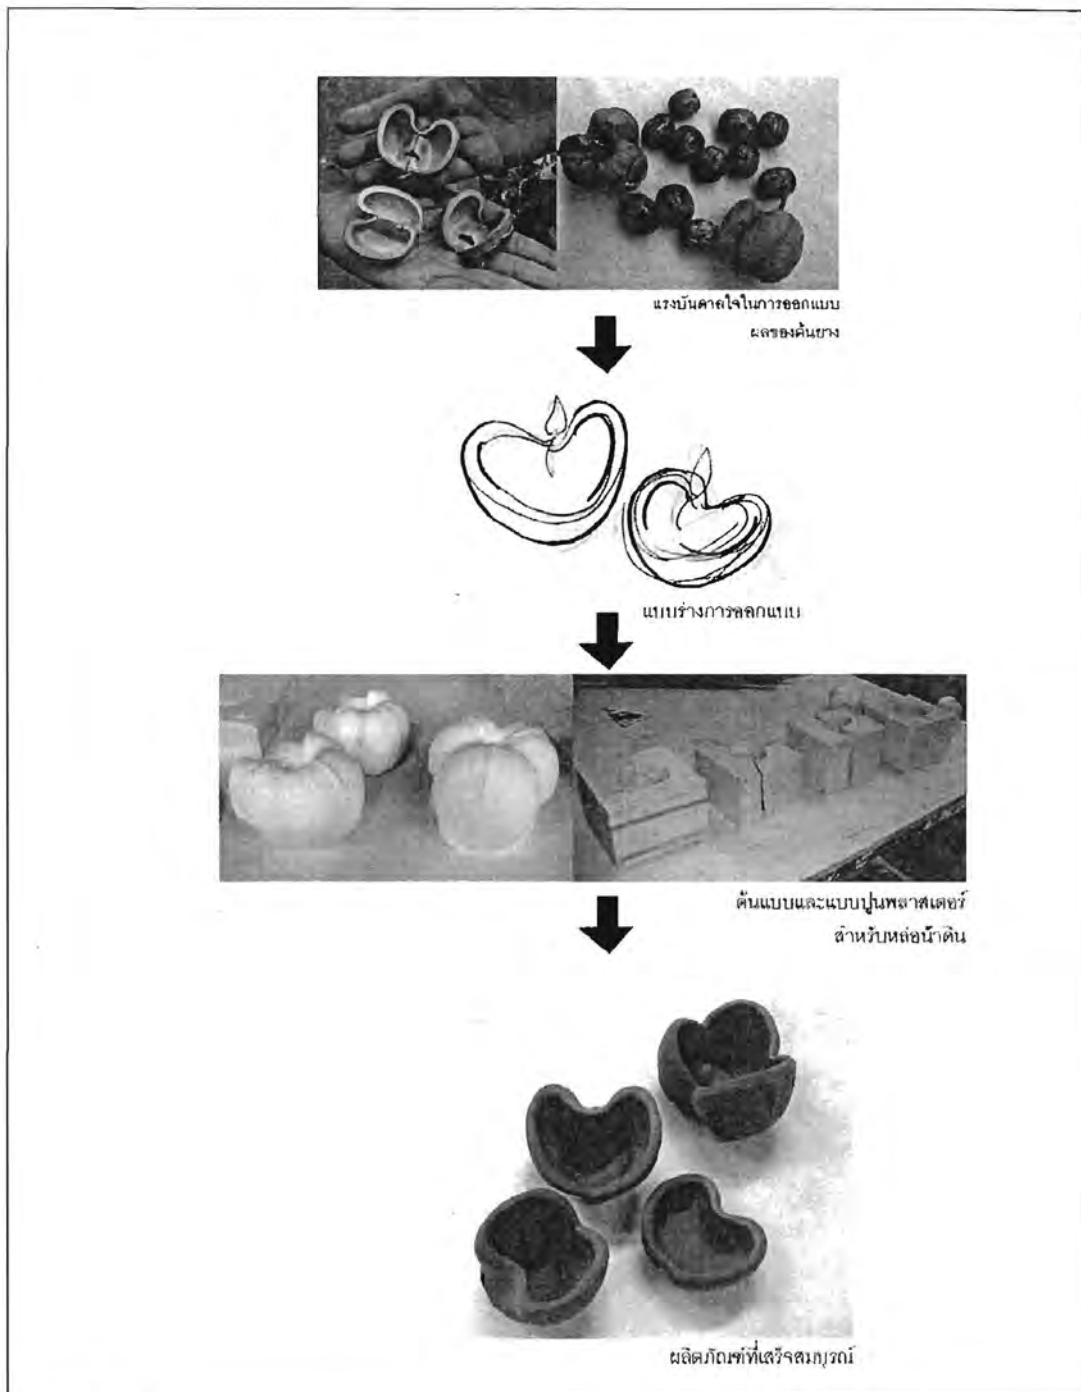 แรงบันดาลใจในการออกแบบ
ผลของต้นยาง
แบบร่างการออกแบบ
ต้นแบบและแบบปูนพลาสเตอร์
สำหรับหล่อน้ำดิน
ผลิตภัณฑ์ที่เสร็จสมบูรณ์